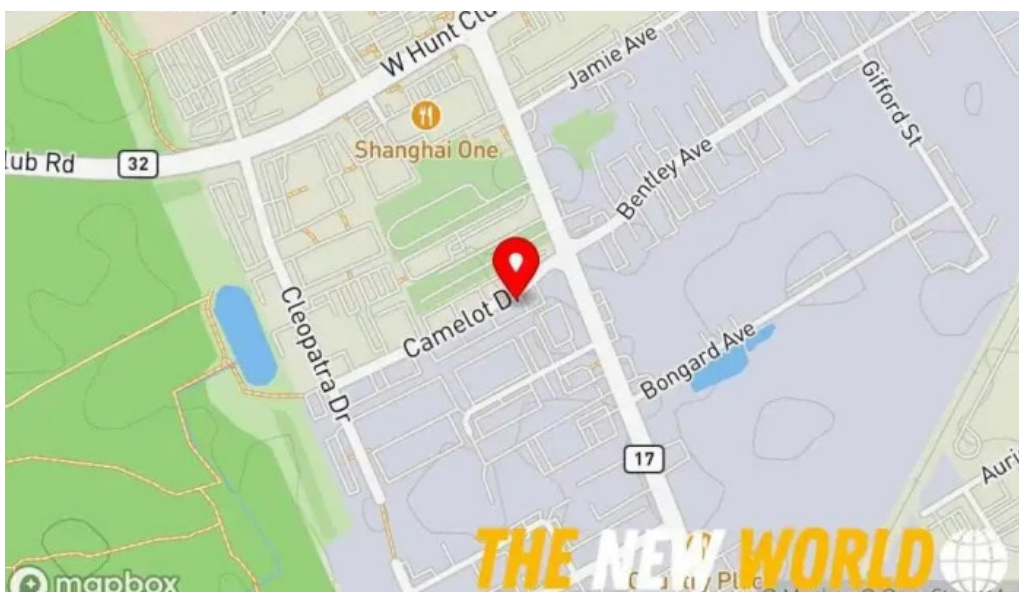 W Hunt Clu
Jamie Ave
Gifford St
Shanghai One
lub Rd
32
Bentley Ave
Cleopatra Dr
Camelot Dr
Bongard Ave
17
Auri
THE NEW WORLD
mapbox